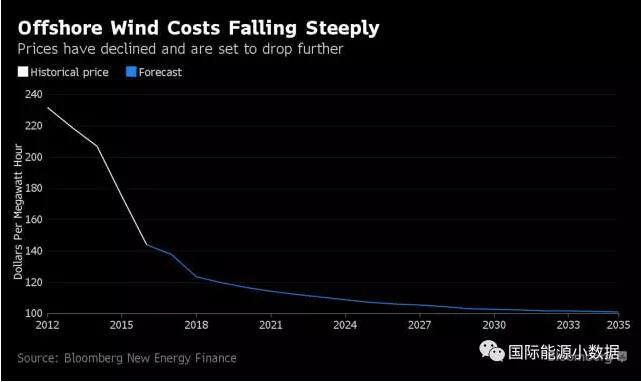 Offshore Wind Costs Falling Steeply
Prices have declined and are set to drop further
Historical price Forecast
Dollars Per Megawatt Hour
240
220
200
180
160
140
120
100
2012 2015 2018 2021 2024 2027 2030 2033 2035
Source: Bloomberg New Energy Finance
国际能源小数据